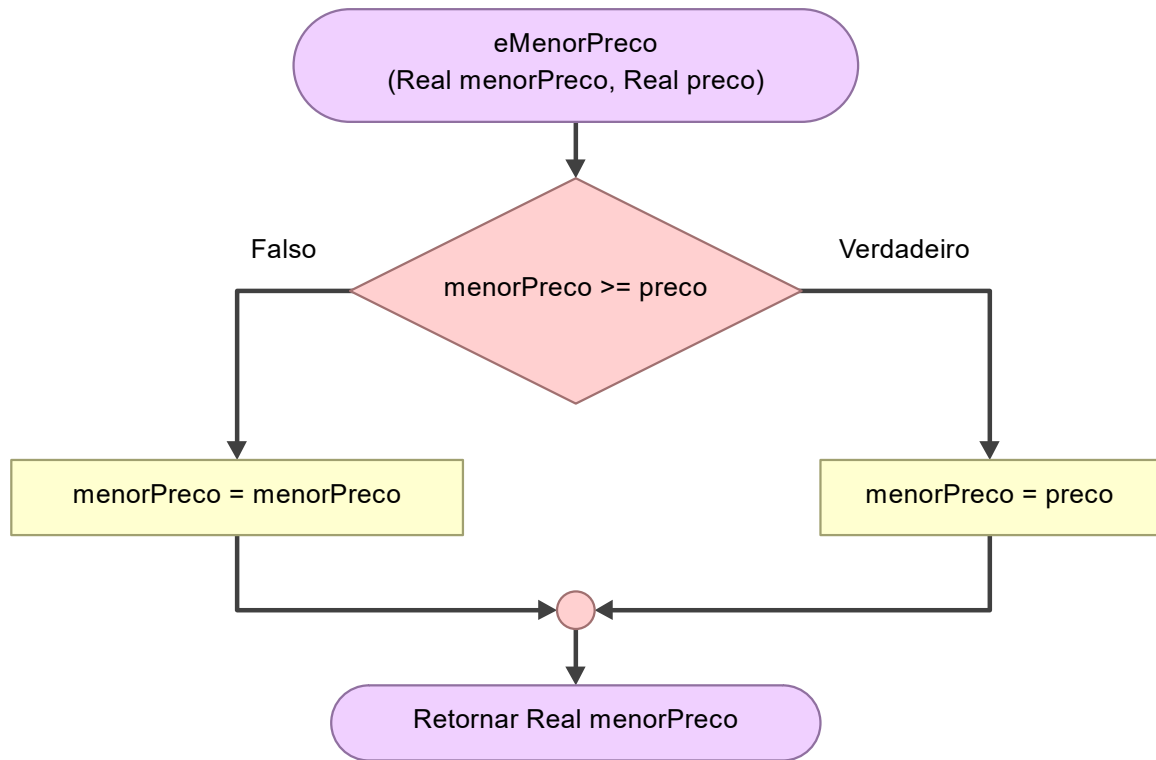 eMenorPreco
(Real menorPreco, Real preco)
Falso
Verdadeiro
menorPreco >= preco
menorPreco = menorPreco
menorPreco = preco
Retornar Real menorPreco